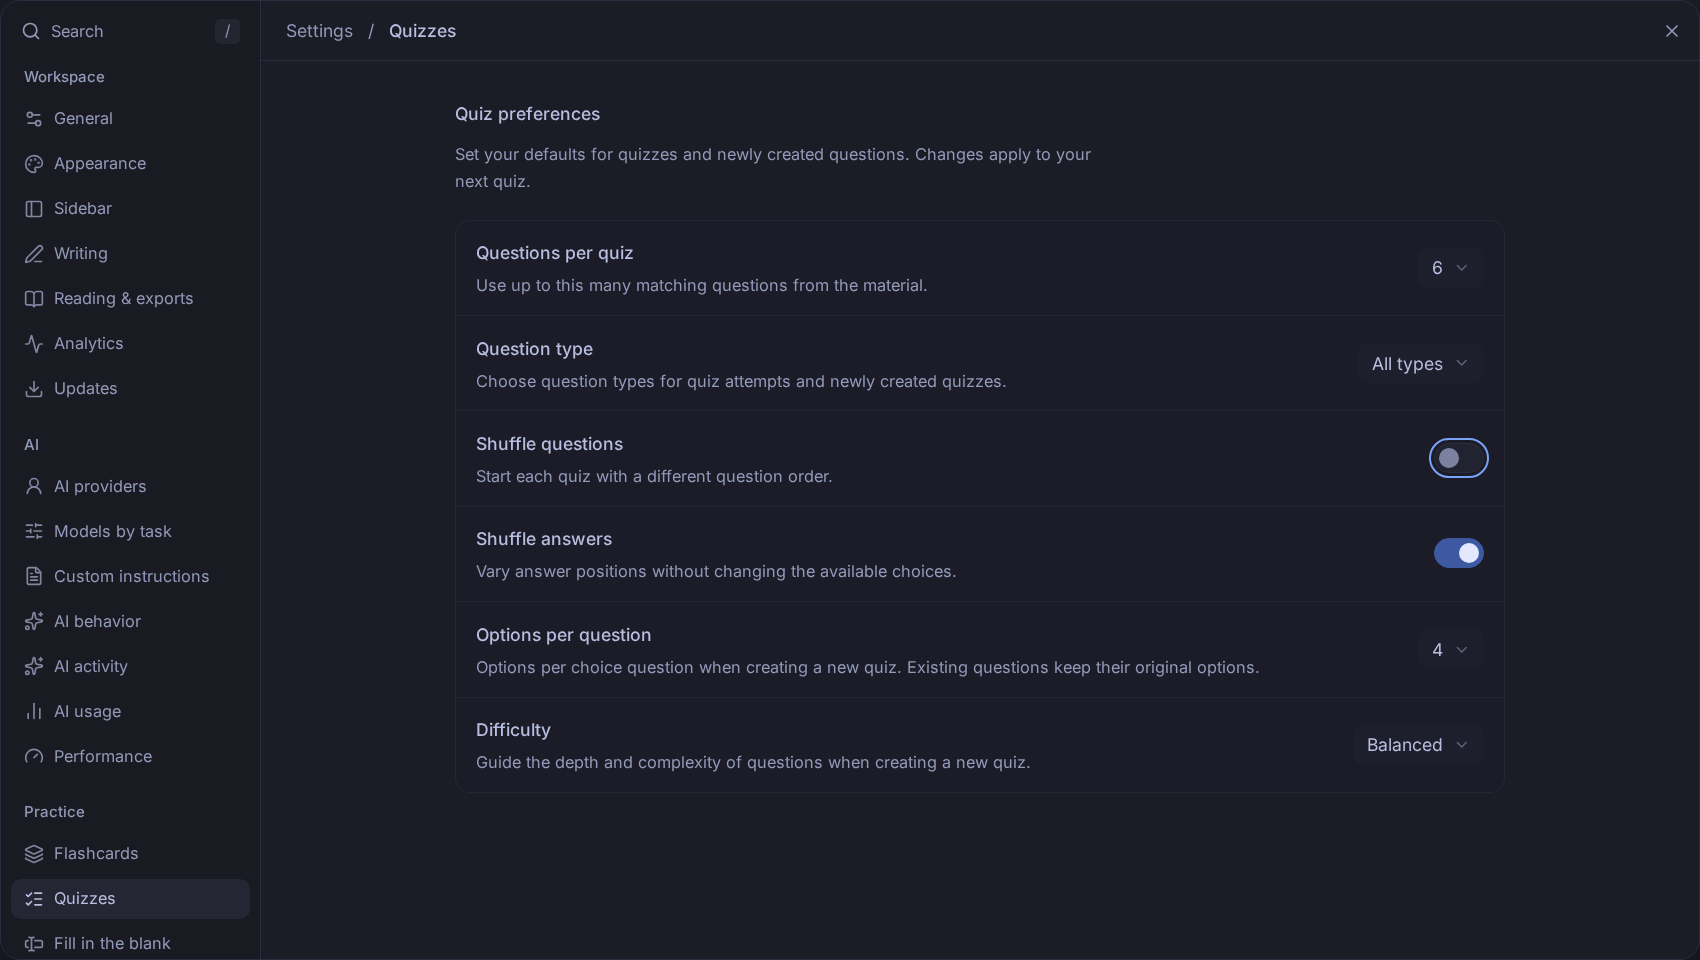 Search
/
Workspace
General
Appearance
Sidebar
Writing
Reading & exports
Analytics
Updates
AI
AI providers
Models by task
Custom instructions
AI behavior
AI activity
AI usage
Performance
Practice
Flashcards
Quizzes
Fill in the blank
Settings / Quizzes
Quiz preferences
Set your defaults for quizzes and newly created questions. Changes apply to your
next quiz.
Questions per quiz
Use up to this many matching questions from the material.
6
Question type
Choose question types for quiz attempts and newly created quizzes.
All types
Shuffle questions
Start each quiz with a different question order.
Shuffle answers
Vary answer positions without changing the available choices.
Options per question
Options per choice question when creating a new quiz. Existing questions keep their original options.
4
Difficulty
Guide the depth and complexity of questions when creating a new quiz.
Balanced